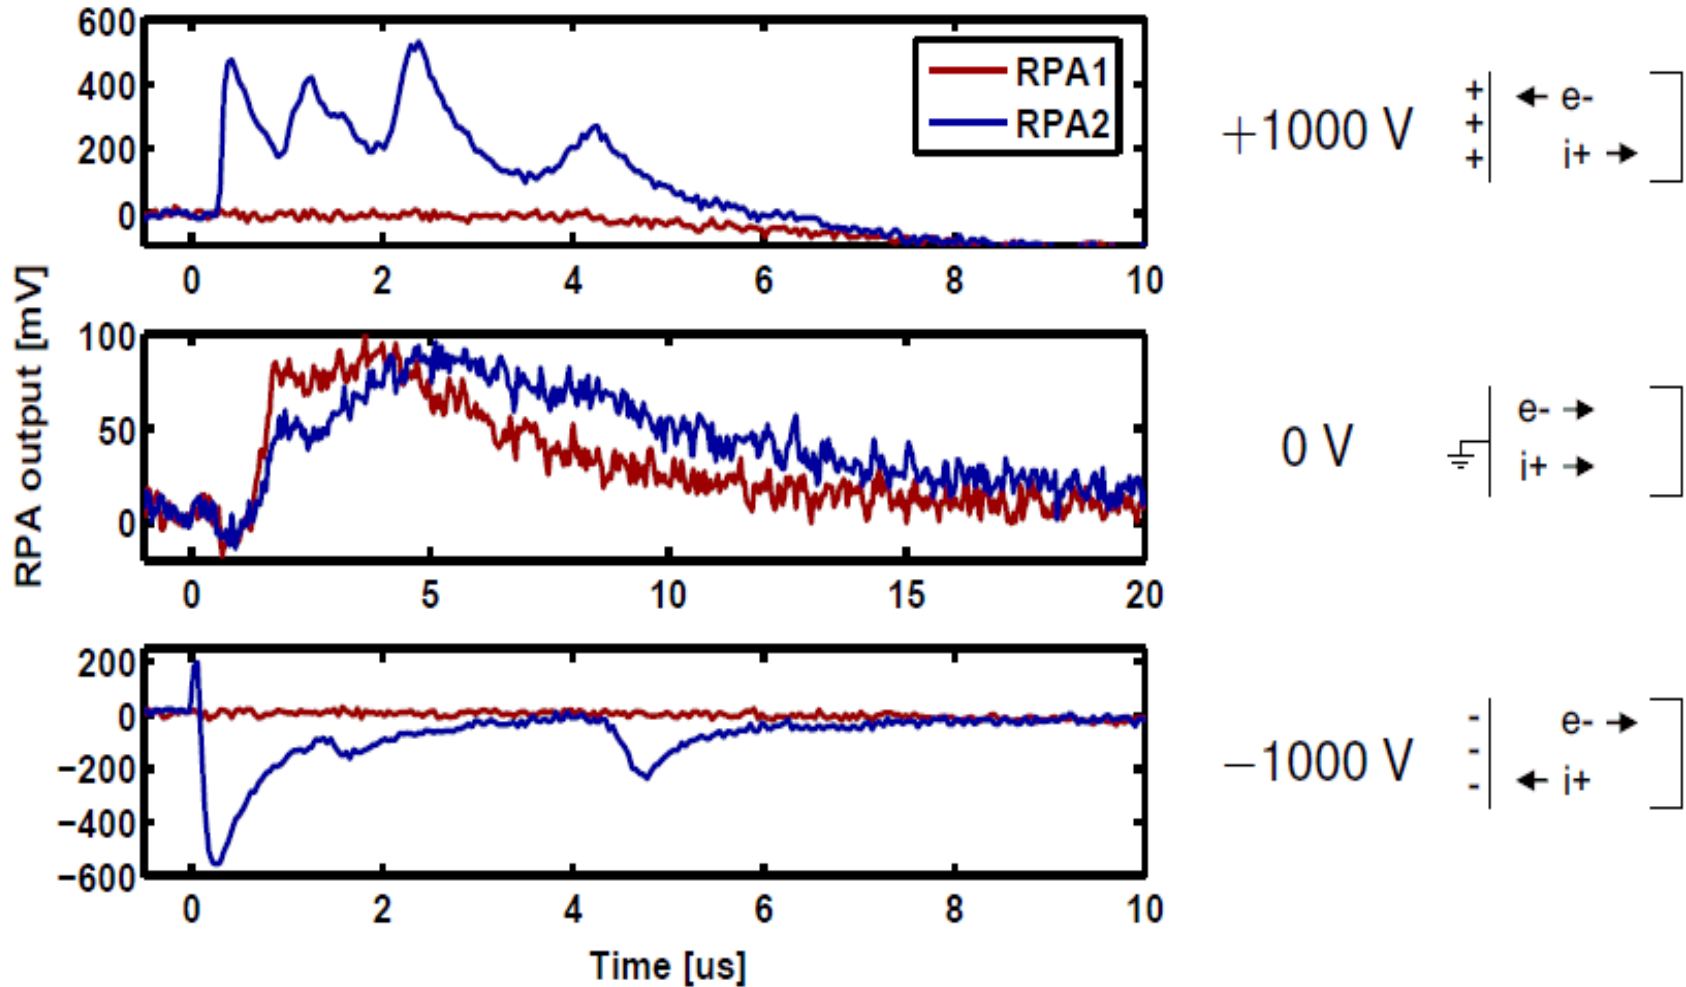 RPA output [mV]
600
400
200
0
RPA1
RPA2
0 2 4 6 8 10
+1000 V
+ e-
+
+ i+
100
50
0
0 5 10 15 20
0 V
e-
i+
200
0
−200
−400
−600
0 2 4 6 8 10
−1000 V
- e-
-
- i+
Time [us]